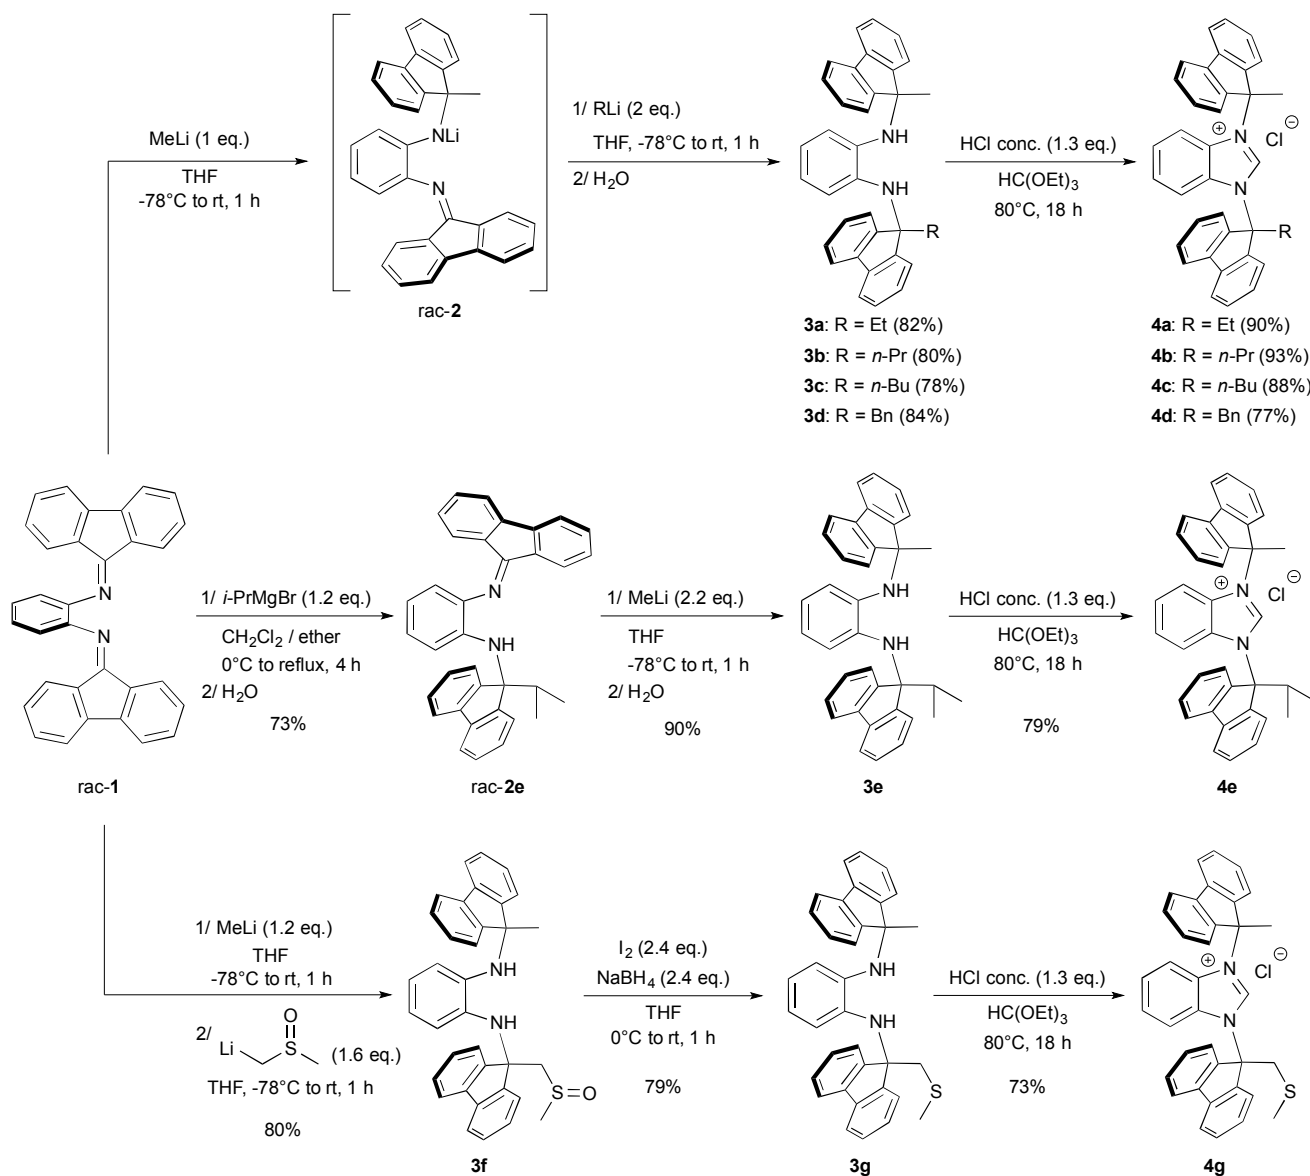 MeLi (1 eq.)
THF
-78°C to rt, 1 h
NLi
N
rac-2
1/ RLi (2 eq.)
THF, -78°C to rt, 1 h
2/ H2O
NH
NH
R
3a: R = Et (82%)
3b: R = n-Pr (80%)
3c: R = n-Bu (78%)
3d: R = Bn (84%)
HCl conc. (1.3 eq.)
HC(OEt)3
80°C, 18 h
N + Cl −
N
R
4a: R = Et (90%)
4b: R = n-Pr (93%)
4c: R = n-Bu (88%)
4d: R = Bn (77%)
N
N
rac-1
1/ i-PrMgBr (1.2 eq.)
CH2Cl2 / ether
0°C to reflux, 4 h
2/ H2O
73%
N
NH
rac-2e
1/ MeLi (2.2 eq.)
THF
-78°C to rt, 1 h
2/ H2O
90%
NH
NH
3e
HCl conc. (1.3 eq.)
HC(OEt)3
80°C, 18 h
79%
N + Cl −
N
4e
1/ MeLi (1.2 eq.)
THF
-78°C to rt, 1 h
2/ Li S O (1.6 eq.)
THF, -78°C to rt, 1 h
80%
NH
NH
S=O
3f
I2 (2.4 eq.)
NaBH4 (2.4 eq.)
THF
0°C to rt, 1 h
79%
NH
NH
S
3g
HCl conc. (1.3 eq.)
HC(OEt)3
80°C, 18 h
73%
N + Cl −
N
S
4g